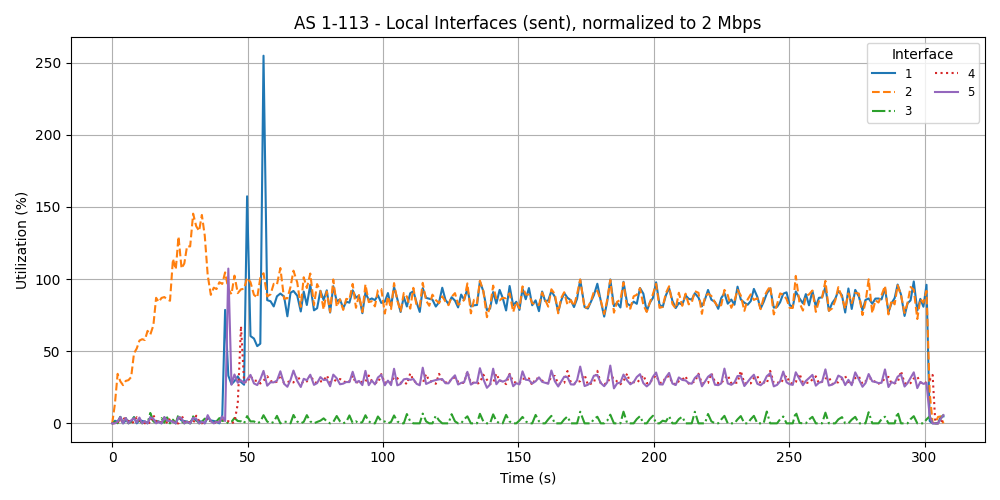 AS 1-113 - Local Interfaces (sent), normalized to 2 Mbps
Utilization (%)
250
200
150
100
50
0
0 50 100 150 200 250 300
Time (s)
Interface
1 4
2 5
3